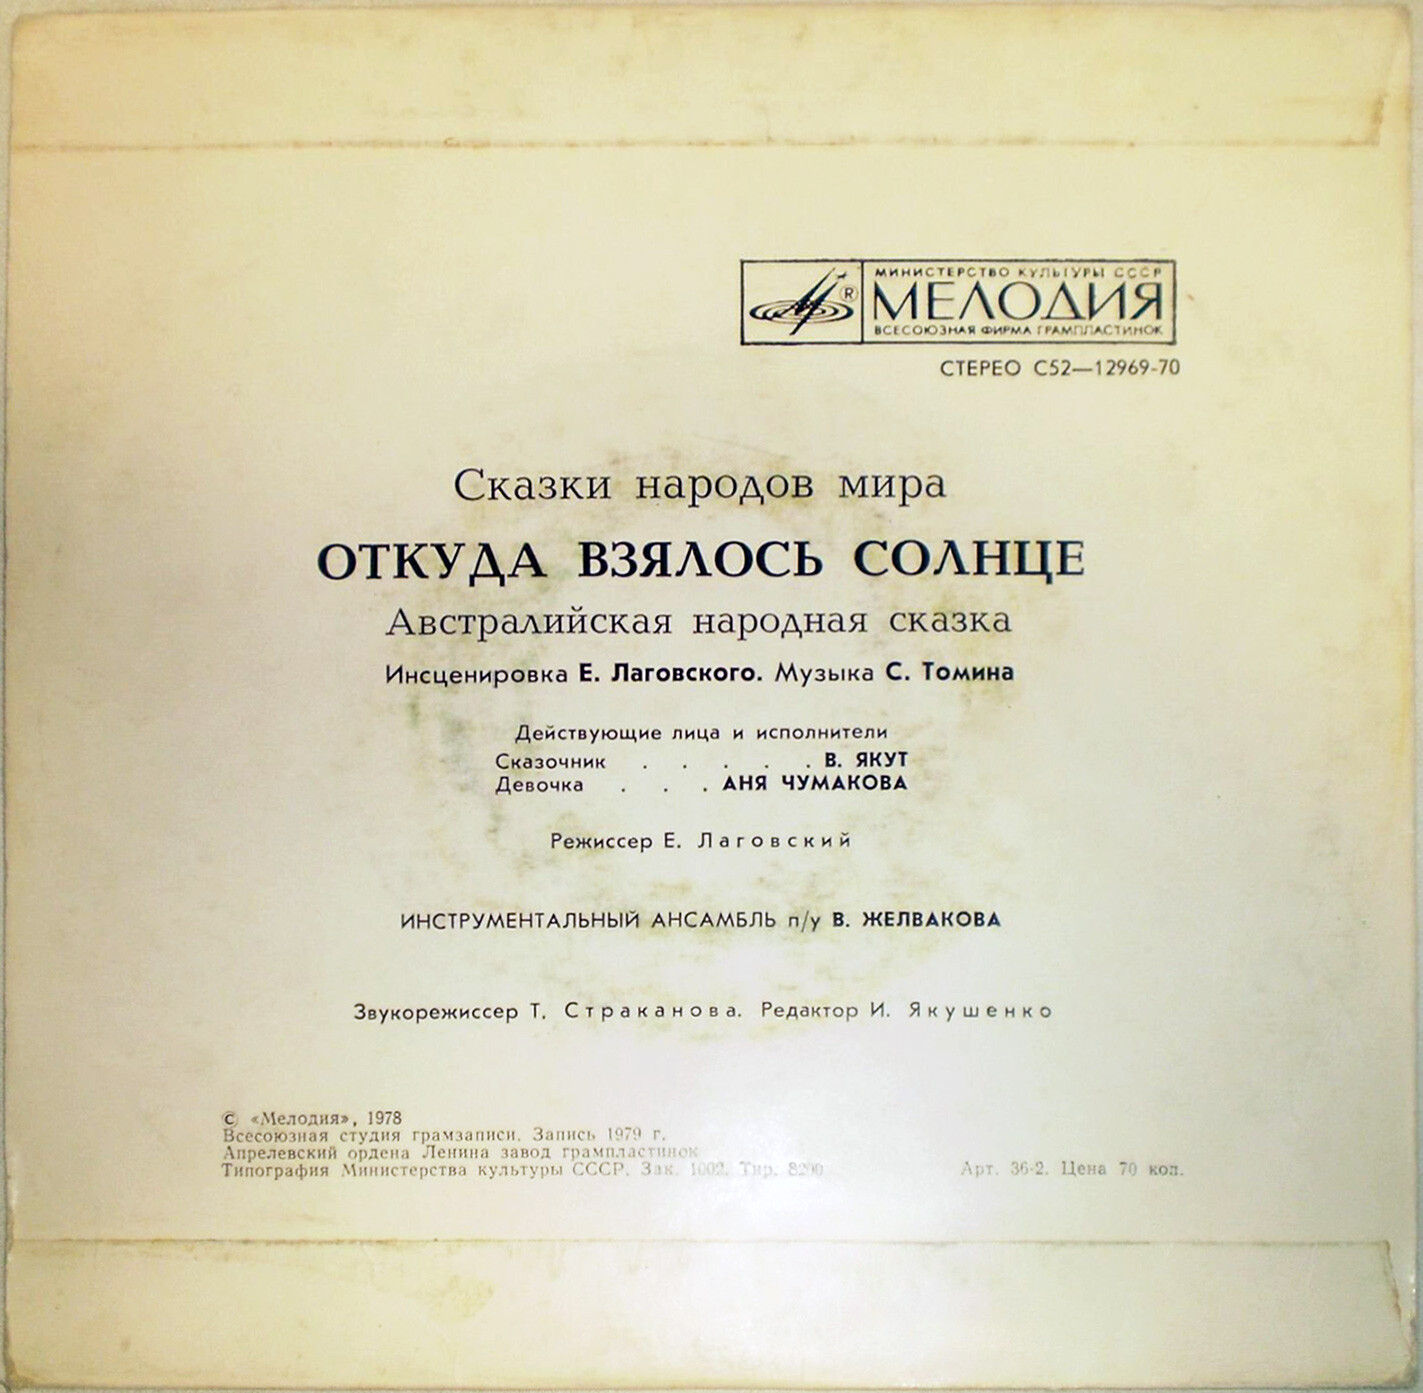 МИНИСТЕРСТВО КУЛЬТУРЫ СССР
МЕЛОДИЯ
ВСЕСОЮЗНАЯ ФИРМА ГРАМПЛАСТИНОК
СТЕРЕО С52—12969-70
Сказки народов мира
ОТКУДА ВЗЯЛОСЬ СОЛНЦЕ
Австралийская народная сказка
Инсценировка Е. Лаговского. Музыка С. Томина
Действующие лица и исполнители
Сказочник . . . . . В. ЯКУТ
Девочка . . . АНЯ ЧУМАКОВА
Режиссер Е. Лаговский
ИНСТРУМЕНТАЛЬНЫЙ АНСАМБЛЬ п/у В. ЖЕЛВАКОВА
Звукорежиссер Т. Страканова. Редактор И. Якушенко
© «Мелодия», 1978
Всесоюзная студия грамзаписи. Запись 1979 г.
Апрелевский ордена Ленина завод грампластинок
Типография Министерства культуры СССР. Зак. 1002. Тир. 8200 Арт. 36-2. Цена 70 коп.